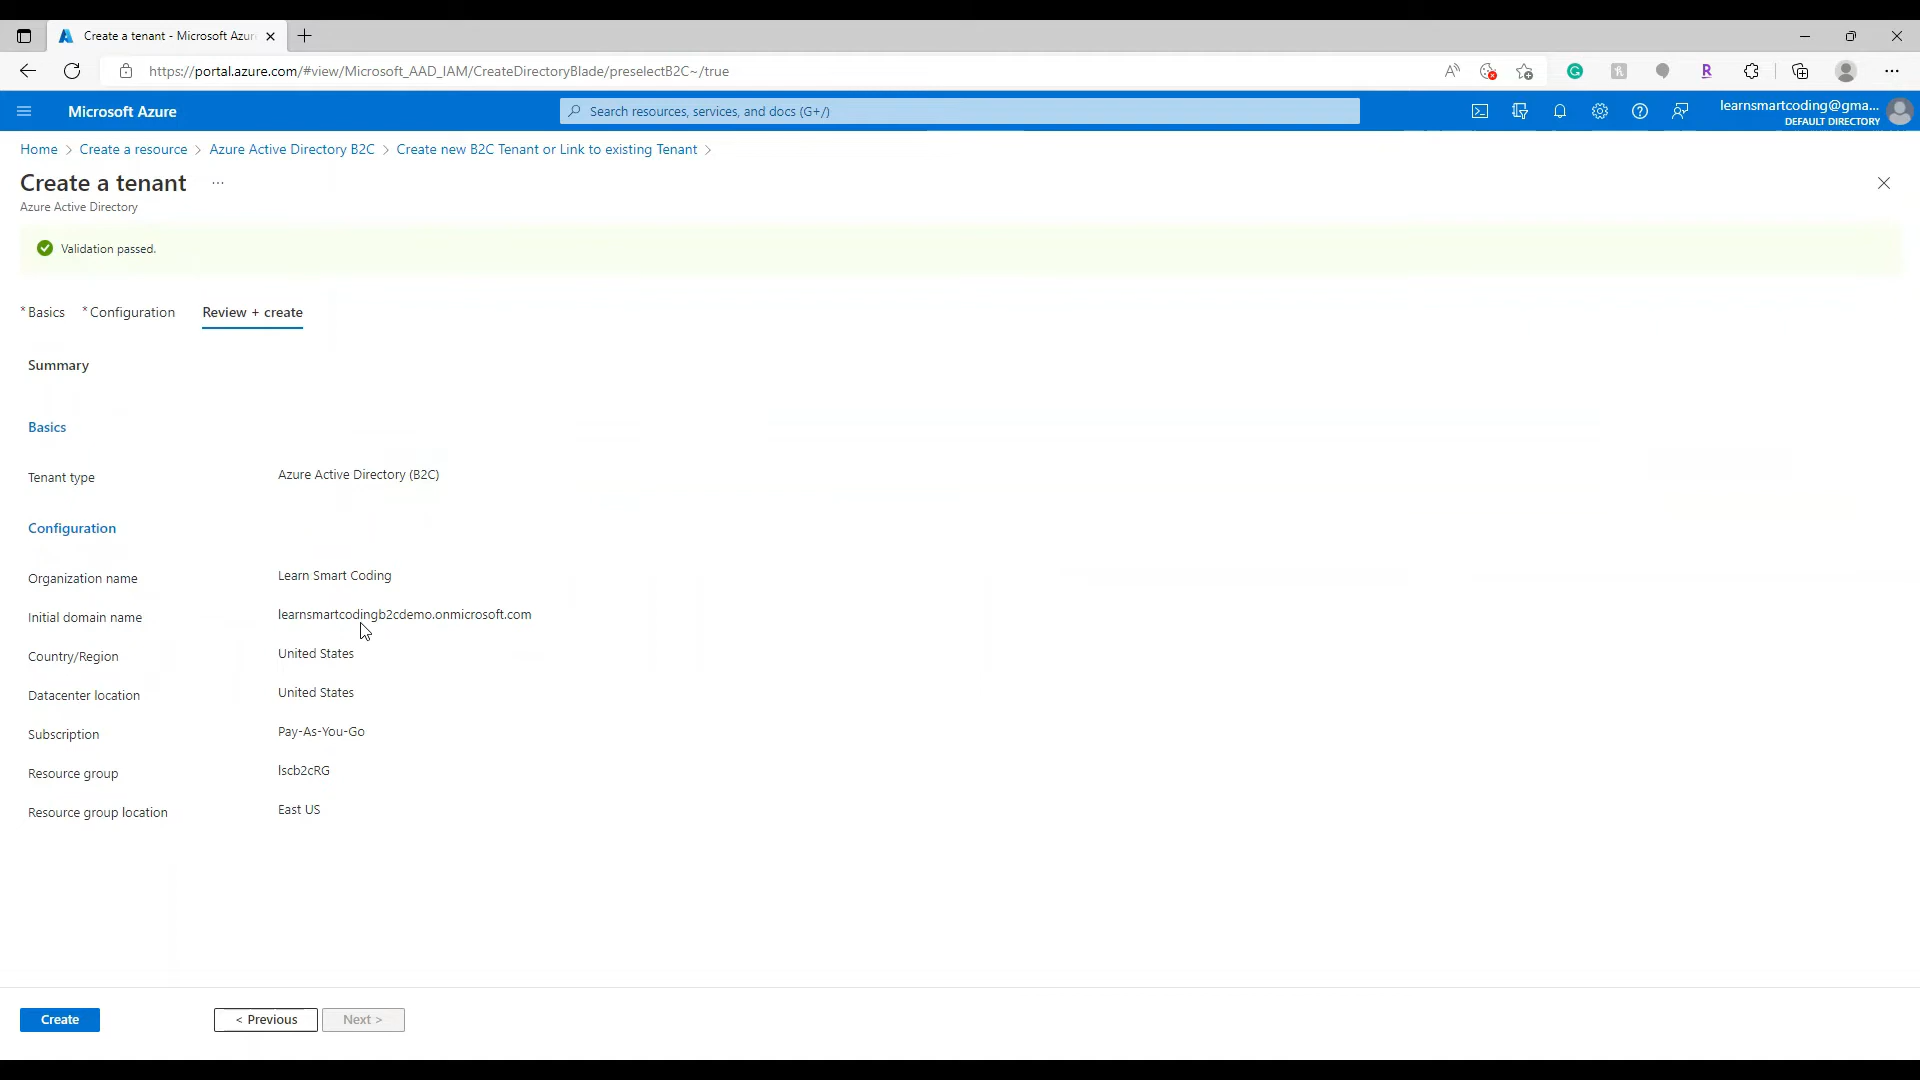 Create a tenant - Microsoft Azur
https://portal.azure.com/#view/Microsoft_AAD_IAM/CreateDirectoryBlade/preselectB2C~/true
Microsoft Azure
Search resources, services, and docs (G+/)
learnsmartcoding@gma...
DEFAULT DIRECTORY
Home > Create a resource > Azure Active Directory B2C > Create new B2C Tenant or Link to existing Tenant >
Create a tenant ...
Azure Active Directory
Validation passed.
* Basics * Configuration Review + create
Summary
Basics
Tenant type Azure Active Directory (B2C)
Configuration
Organization name Learn Smart Coding
Initial domain name learnsmartcodingb2cdemo.onmicrosoft.com
Country/Region United States
Datacenter location United States
Subscription Pay-As-You-Go
Resource group lscb2cRG
Resource group location East US
Create < Previous Next >